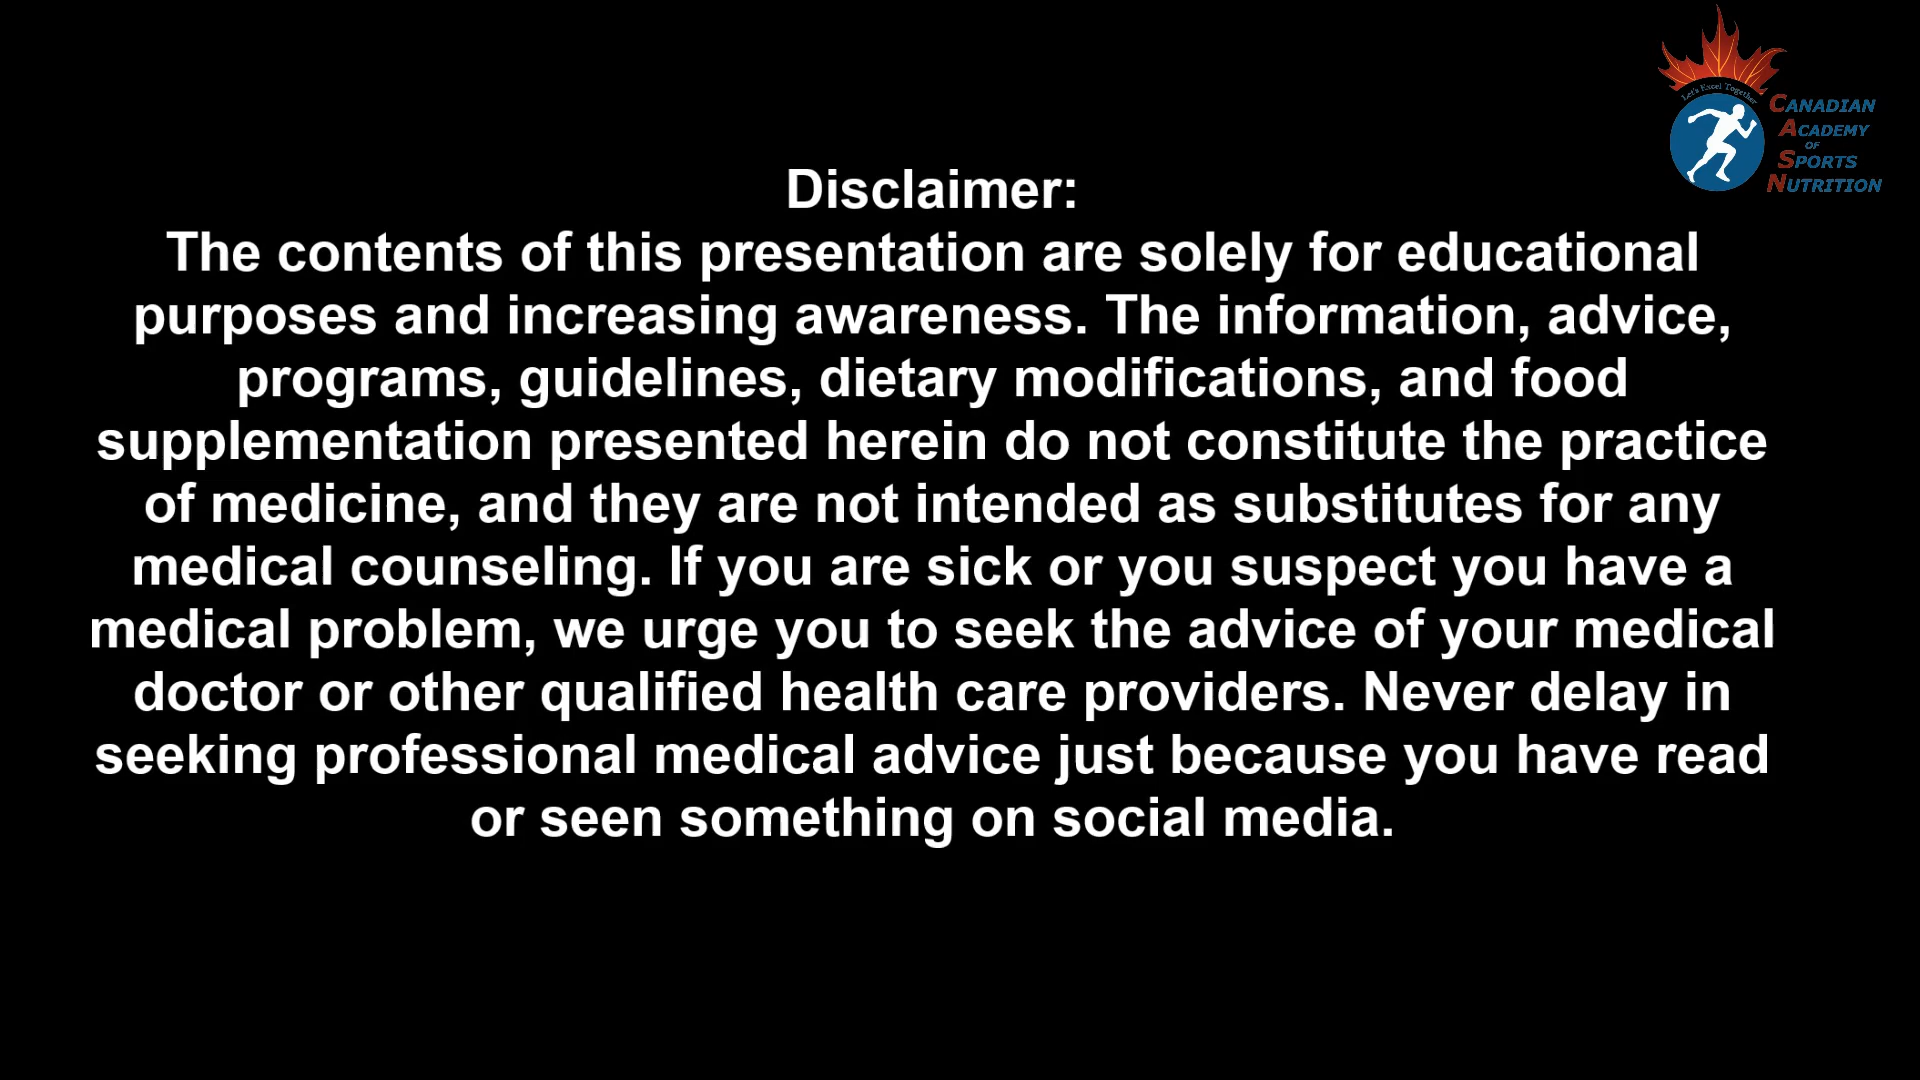 Let's Excel Together
CANADIAN
ACADEMY
OF
SPORTS
NUTRITION
Disclaimer:
The contents of this presentation are solely for educational
purposes and increasing awareness. The information, advice,
programs, guidelines, dietary modifications, and food
supplementation presented herein do not constitute the practice
of medicine, and they are not intended as substitutes for any
medical counseling. If you are sick or you suspect you have a
medical problem, we urge you to seek the advice of your medical
doctor or other qualified health care providers. Never delay in
seeking professional medical advice just because you have read
or seen something on social media.